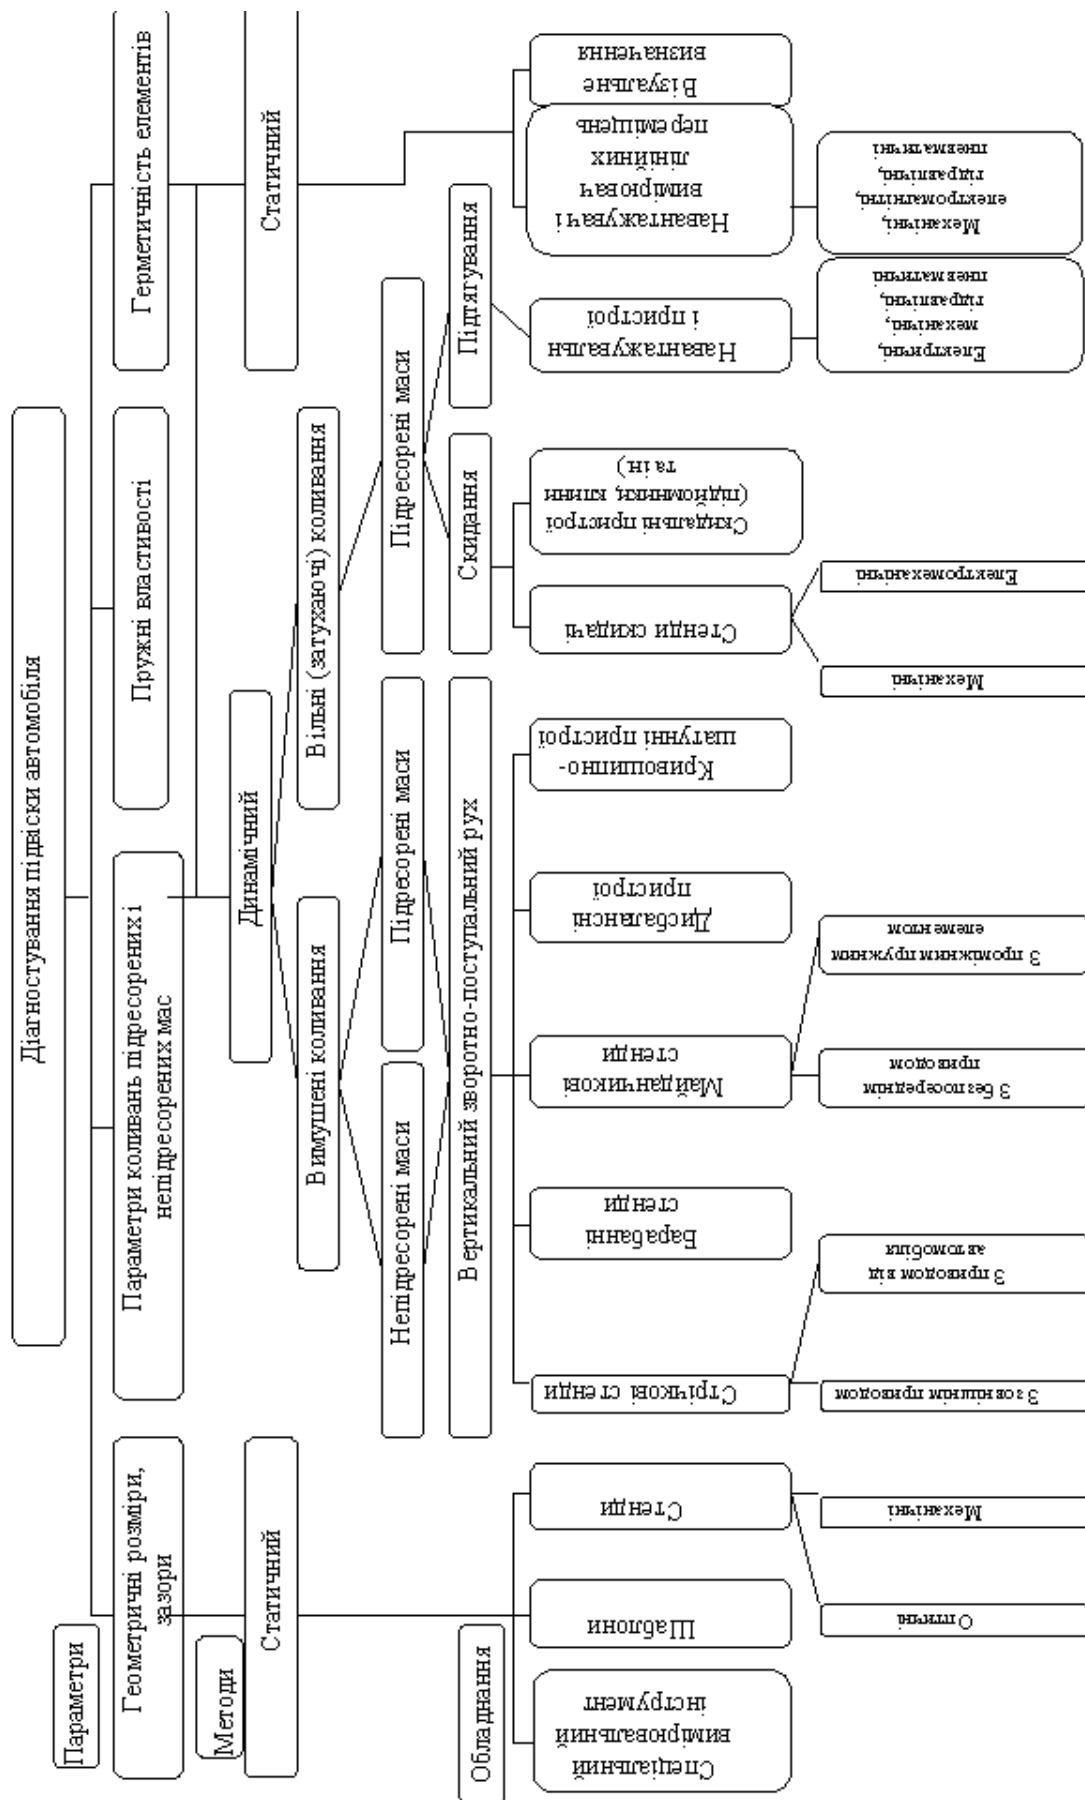 Діагностування підвіски автомобіля
Параметри
Геометричні розміри,
зазори
Параметри коливань підресорених і
непідресорених мас
Пружні властивості
Герметичність елементів
Методи
Статичний
Динамічний
Статичний
Вимушені коливання
Вільні (затухаючі) коливання
Непідресорені маси
Підресорені маси
Підресорені маси
Обладнання
Вертикальний зворотно-поступальний рух
Скидання
Підтягування
Спеціальний
вимірювальний
інструмент
Шаблони
Стенди
Стрічкові стенди
Барабанні
стенди
Майданчикові
стенди
Дисбалансні
пристрої
Кривошипно-
шатунні пристрої
Стенди скидачі
Скидальні пристрої
(підйомники, клини
та ін)
Навантажувальн
і пристрої
Навантажувачі
вимірювач
лінійних
переміщень
Візуальне
визначення
Оптичні
Механічні
З зовнішнім приводом
З приводом від
автомобіля
З безпосереднім
приводом
З проміжним пружним
елементом
Механічні
Електромеханічні
Електричні,
механічні,
гідравлічні,
пневматичні
Механічні,
електромагнітні,
гідравлічні,
пневматичні